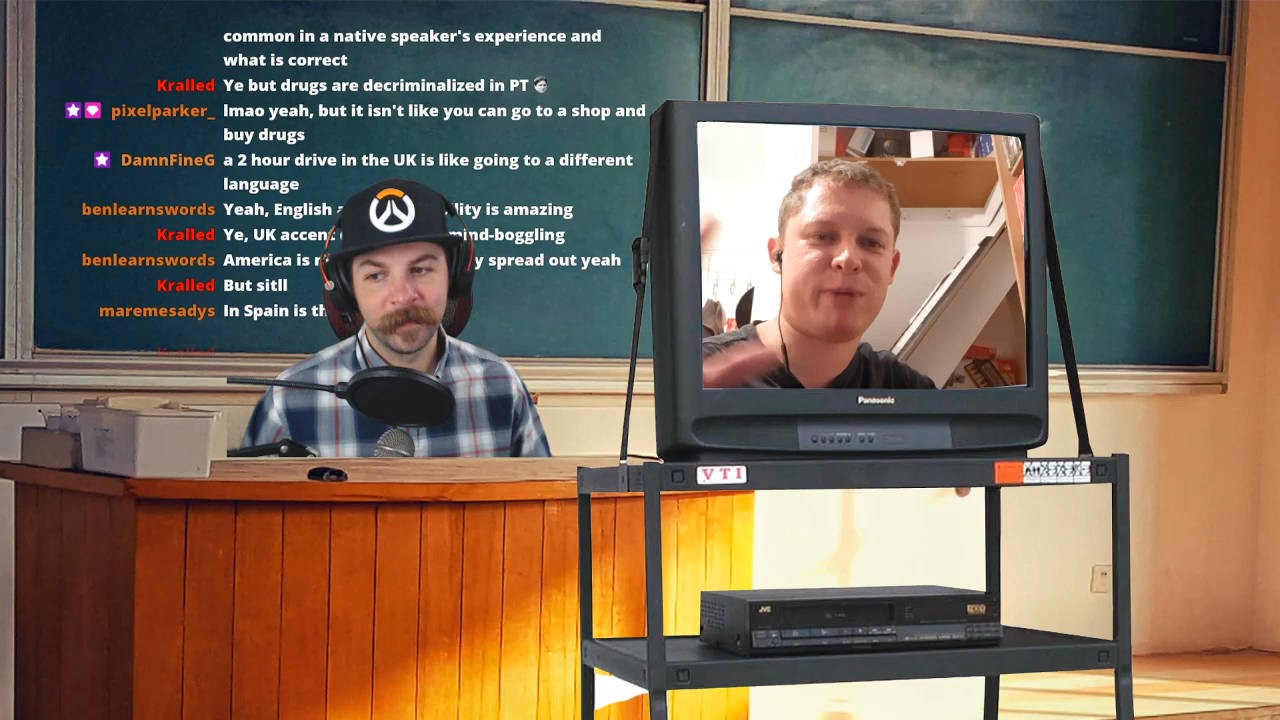 common in a native speaker's experience and
what is correct
Kralled Ye but drugs are decriminalized in PT
pixelparker_ lmao yeah, but it isn't like you can go to a shop and
buy drugs
DamnFineG a 2 hour drive in the UK is like going to a different
language
benlearnswords Yeah, English is amazing
Kralled Ye, UK accent mind-boggling
benlearnswords America is spread out yeah
Kralled But sitll
maremesadys In Spain is
Kralled
Panasonic
VTI
JVC